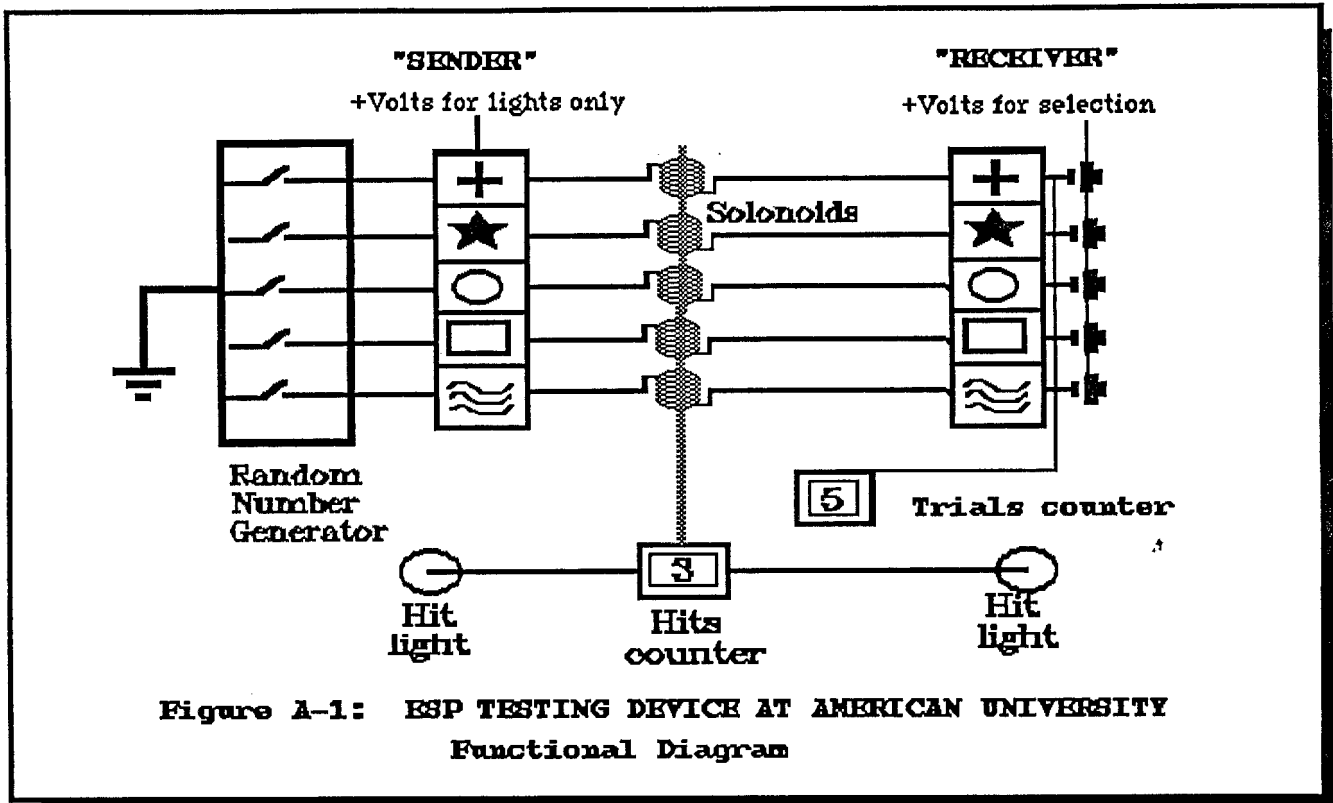 "SENDER"
+Volts for lights only
"RECEIVER"
+Volts for selection
Solonoids
Random
Number
Generator
5
Trials counter
3
Hit
light
Hits
counter
Hit
light
Figure A-1: ESP TESTING DEVICE AT AMERICAN UNIVERSITY
Functional Diagram